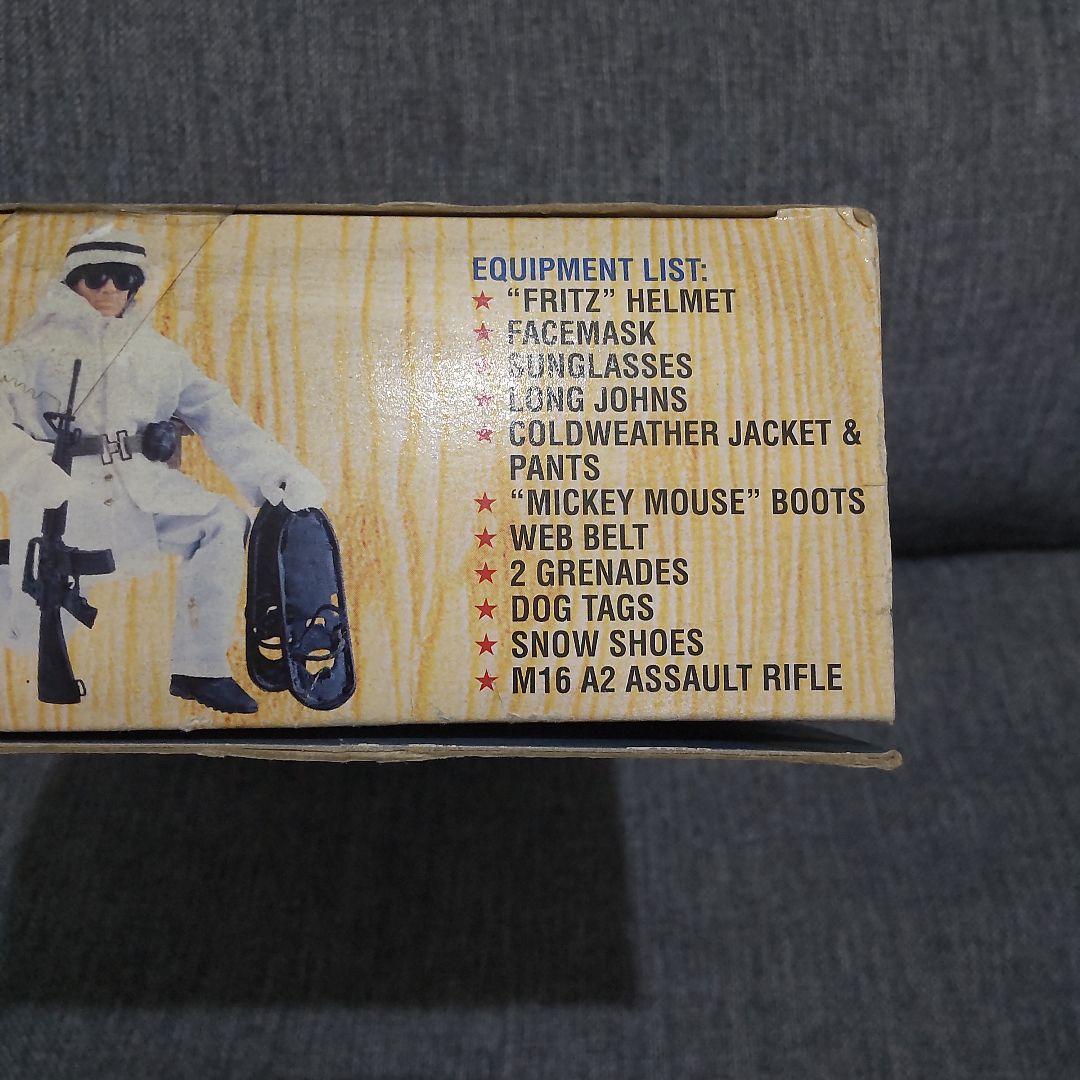 EQUIPMENT LIST:
★ “FRITZ” HELMET
★ FACEMASK
★ SUNGLASSES
★ LONG JOHNS
★ COLDWEATHER JACKET &
PANTS
★ “MICKEY MOUSE” BOOTS
★ WEB BELT
★ 2 GRENADES
★ DOG TAGS
★ SNOW SHOES
★ M16 A2 ASSAULT RIFLE